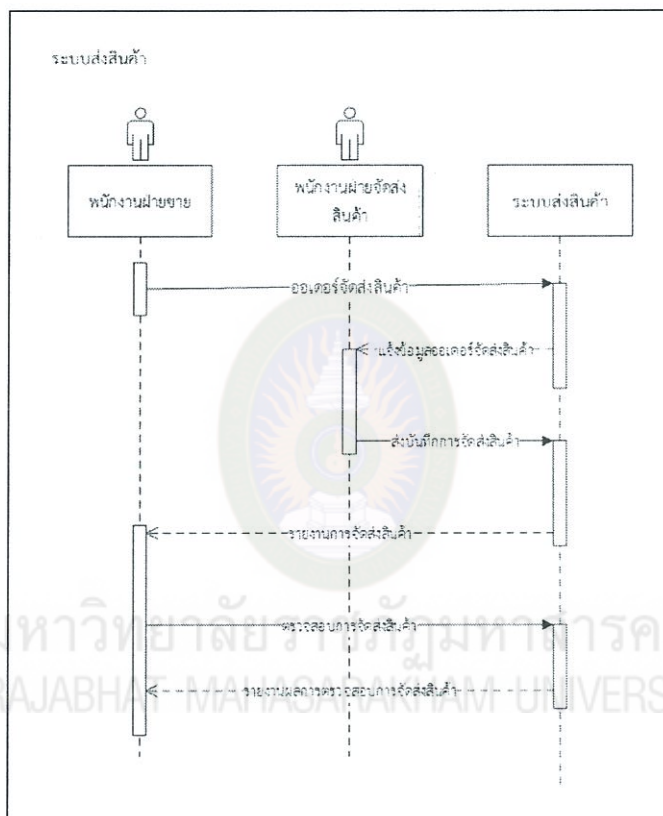 ระบบส่งสินค้า
พนักงานฝ่ายขาย
พนักงานฝ่ายจัดส่ง
สินค้า
ระบบส่งสินค้า
ออเดอร์จัดส่งสินค้า
แจ้งข้อมูลออเดอร์จัดส่งสินค้า
ส่งบันทึกการจัดส่งสินค้า
รายงานการจัดส่งสินค้า
ตรวจสอบการจัดส่งสินค้า
มหาวิทยาลัยราชภัฏมหาสารค
รายงานผลการตรวจสอบการจัดส่งสินค้า
RAJABHAT MAHASARAKHAM UNIVERS